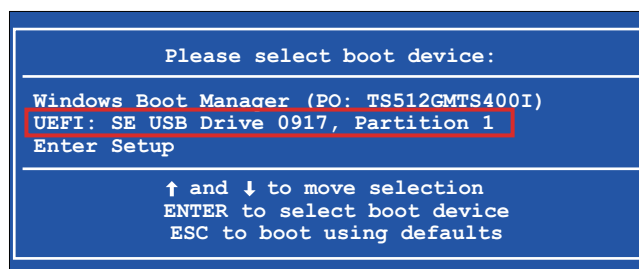 Please select boot device:
Windows Boot Manager (PO: TS512GMTS400I)
UEFI: SE USB Drive 0917, Partition 1
Enter Setup
↑ and ↓ to move selection
ENTER to select boot device
ESC to boot using defaults